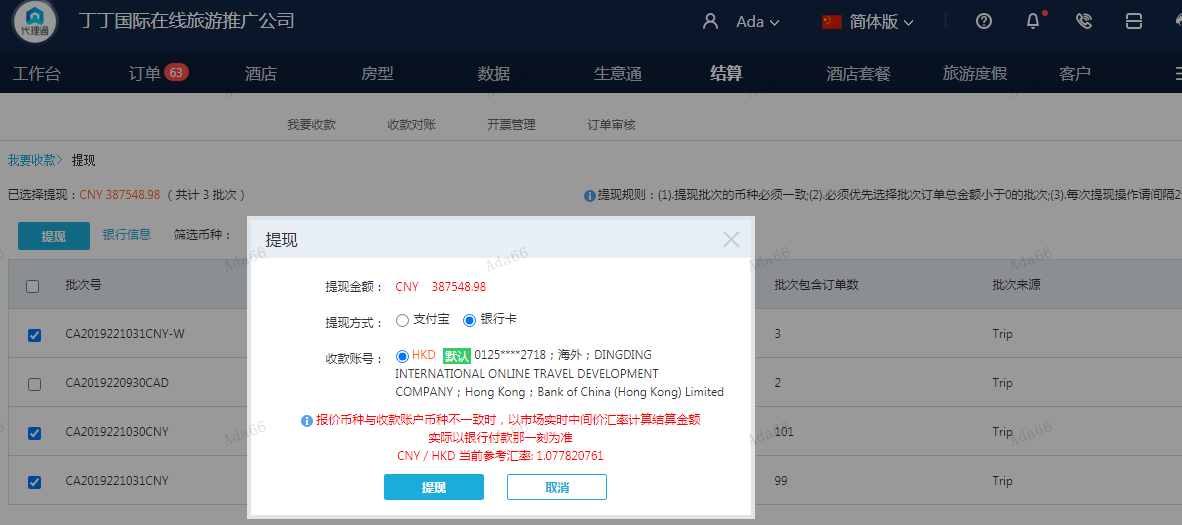 代理通
丁丁国际在线旅游推广公司
Ada
简体版
工作台
订单 63
酒店
房型
数据
生意通
结算
酒店套餐
旅游度假
客户
我要收款
收款对账
开票管理
订单审核
我要收款> 提现
已选择提现：CNY 387548.98 （ 共计 3 批次 ）
提现规则：(1).提现批次的币种必须一致;(2).必须优先选择批次订单总金额小于0的批次;(3).每次提现操作请间隔2
提现
银行信息
筛选币种：
批次号
批次包含订单数
批次来源
CA2019221031CNY-W
3
Trip
CA2019220930CAD
2
Trip
CA2019221030CNY
101
Trip
CA2019221031CNY
99
Trip
提现
提现金额： CNY 387548.98
提现方式： 支付宝 银行卡
收款账号： HKD 默认 0125****2718；海外；DINGDING
INTERNATIONAL ONLINE TRAVEL DEVELOPMENT
COMPANY；Hong Kong；Bank of China (Hong Kong) Limited
报价币种与收款账户币种不一致时，以市场实时中间价汇率计算结算金额
实际以银行付款那一刻为准
CNY / HKD 当前参考汇率: 1.077820761
提现
取消
Ada66
Ada66
Ada66
Ada66
Ada66
Ada66
Ada66